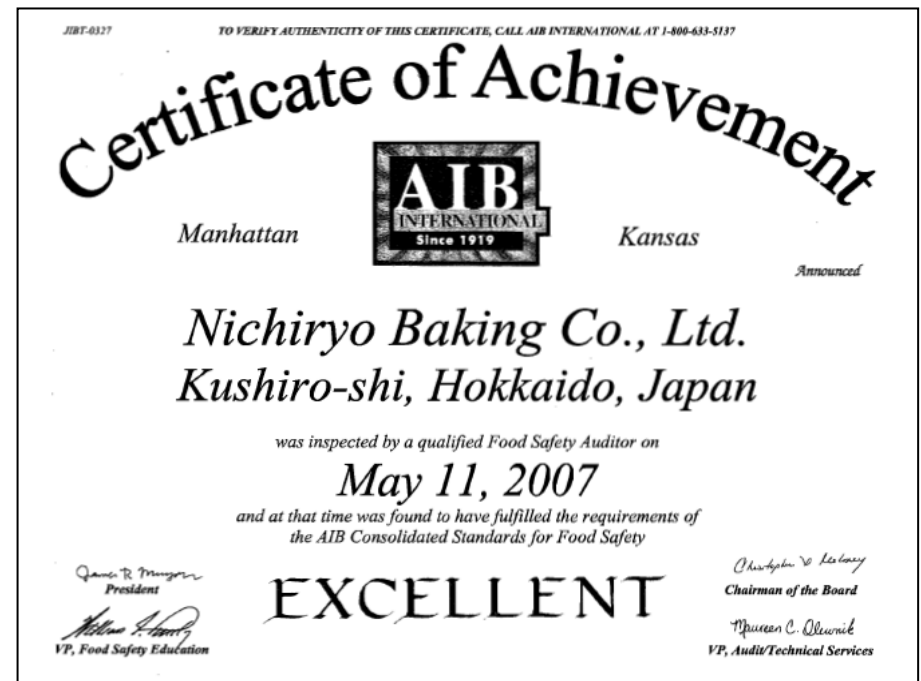 JIBT-0327
TO VERIFY AUTHENTICITY OF THIS CERTIFICATE, CALL AIB INTERNATIONAL AT 1-800-633-5137
Certificate of Achievement
AIB
INTERNATIONAL
Since 1919
Manhattan
Kansas
Announced
Nichiryo Baking Co., Ltd.
Kushiro-shi, Hokkaido, Japan
was inspected by a qualified Food Safety Auditor on
May 11, 2007
and at that time was found to have fulfilled the requirements of
the AIB Consolidated Standards for Food Safety
EXCELLENT
James R
President
VP, Food Safety Education
Christopher
Chairman of the Board
Maureen C. Olewnik
VP, Audit/Technical Services